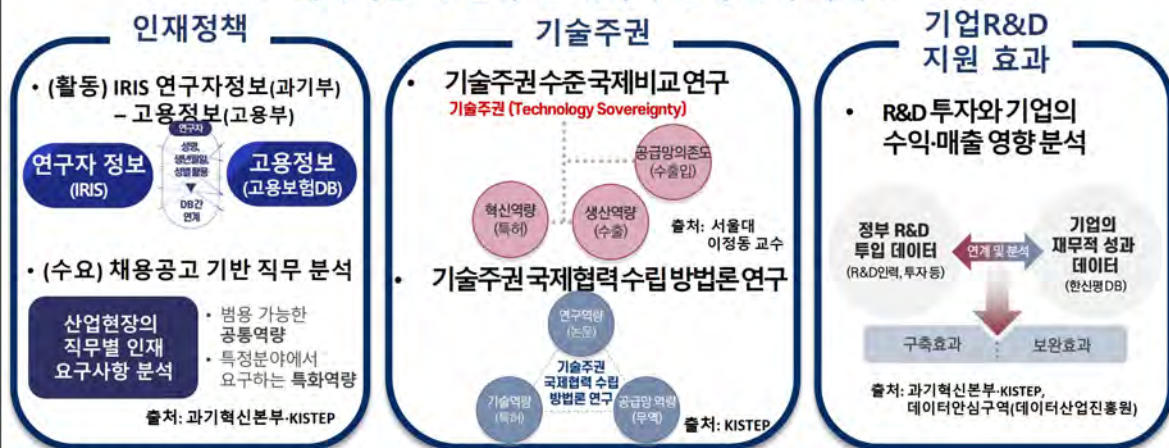 인재정책
• (활동) IRIS 연구자정보(과기부)
– 고용정보(고용부)
연구자 정보
(IRIS)
연구자
성명,
생년월일,
성별 활용
DB간
연계
고용정보
(고용보험DB)
• (수요) 채용공고 기반 직무 분석
산업현장의
직무별 인재
요구사항 분석
• 범용 가능한
공통역량
• 특정분야에서
요구하는 특화역량
출처: 과기혁신본부·KISTEP
기술주권
• 기술주권 수준 국제비교 연구
기술주권 (Technology Sovereignty)
공급망의존도
(수출입)
혁신역량
(특허)
생산역량
(수출)
출처: 서울대
이정동 교수
• 기술주권 국제협력 수립 방법론 연구
연구역량
(논문)
기술주권
국제협력 수립
방법론 연구
기술역량
(특허)
공급망 역량
(무역)
출처: KISTEP
기업R&D
지원 효과
• R&D 투자와 기업의
수익·매출 영향 분석
정부 R&D
투입 데이터
(R&D인력, 투자 등)
연계 및 분석
기업의
재무적 성과
데이터
(한신평 DB)
구축효과
보완효과
출처: 과기혁신본부·KISTEP,
데이터안심구역(데이터산업진흥원)